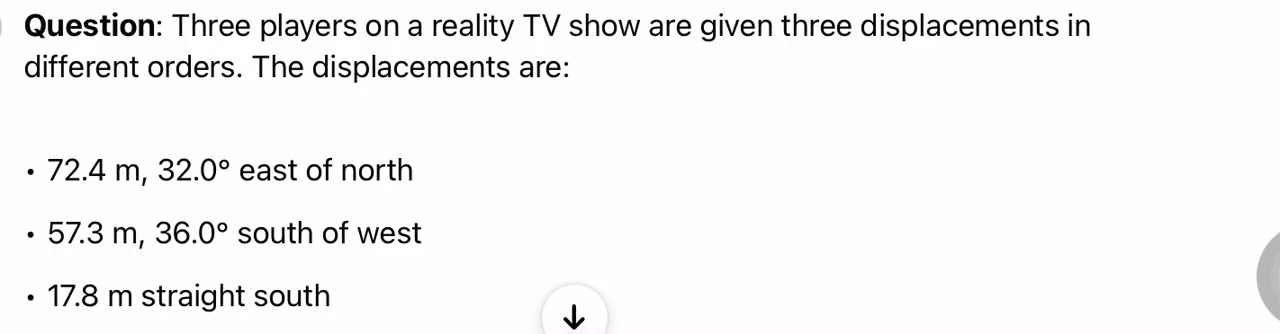 Question: Three players on a reality TV show are given three displacements in
different orders. The displacements are:
• 72.4 m, 32.0° east of north
• 57.3 m, 36.0° south of west
• 17.8 m straight south